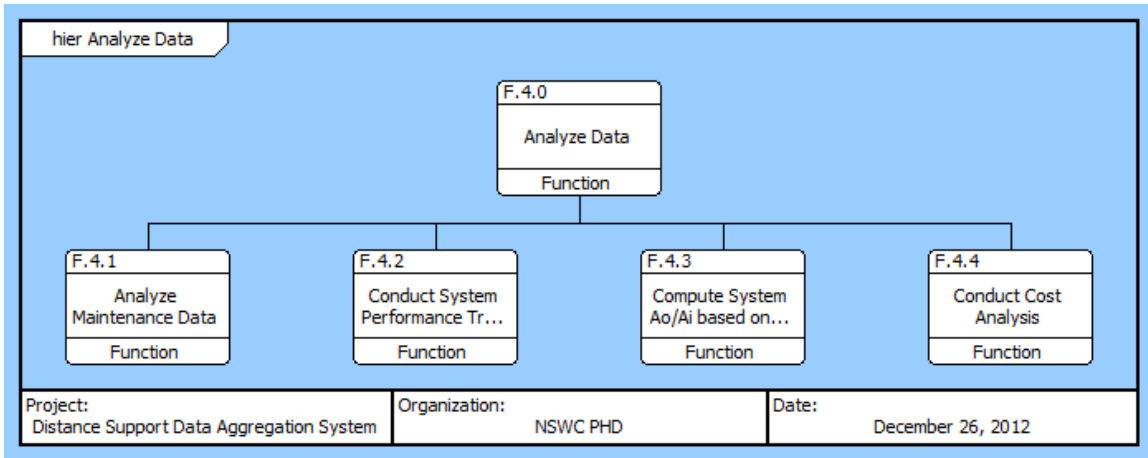 hier Analyze Data
F.4.0
Analyze Data
Function
F.4.1
Analyze
Maintenance Data
Function
F.4.2
Conduct System
Performance Tr...
Function
F.4.3
Compute System
Ao/Ai based on...
Function
F.4.4
Conduct Cost
Analysis
Function
Project:
Distance Support Data Aggregation System
Organization:
NSWC PHD
Date:
December 26, 2012